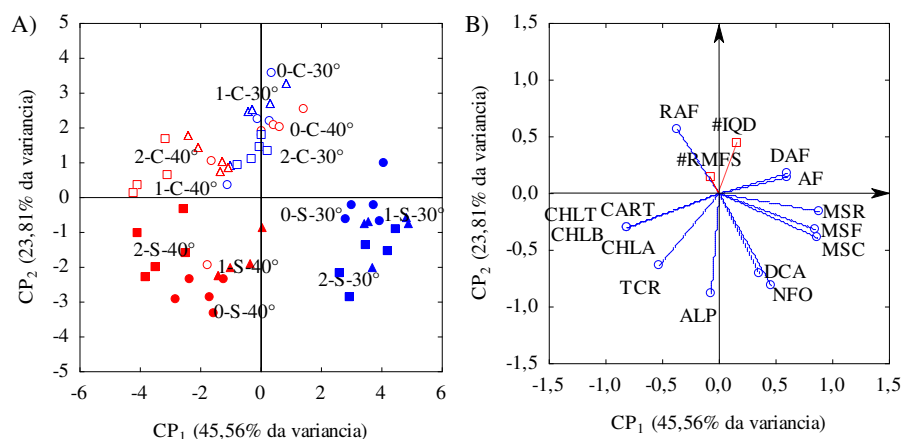 A)
5
4
3
2
1
0
-1
-2
-3
-4
-5
CP2 (23,81% da variancia)
0-C-30°
1-C-30°
0-C-40°
2-C-40°
2-C-30°
1-C-40°
0-S-30°
1-S-30°
2-S-40°
1-S-40°
2-S-30°
0-S-40°
-6 -4 -2 0 2 4 6
CP1 (45,56% da variancia)
B)
1,5
1,0
0,5
0,0
-0,5
-1,0
-1,5
CP2 (23,81% da variancia)
RAF
#IQD
#RMFS
DAF
AF
CHLT CART
MSR
CHLB
MSF
CHLA
MSC
TCR
DCA
NFO
ALP
-1,5 -1,0 -0,5 0,0 0,5 1,0 1,5
CP1 (45,56% da variancia)